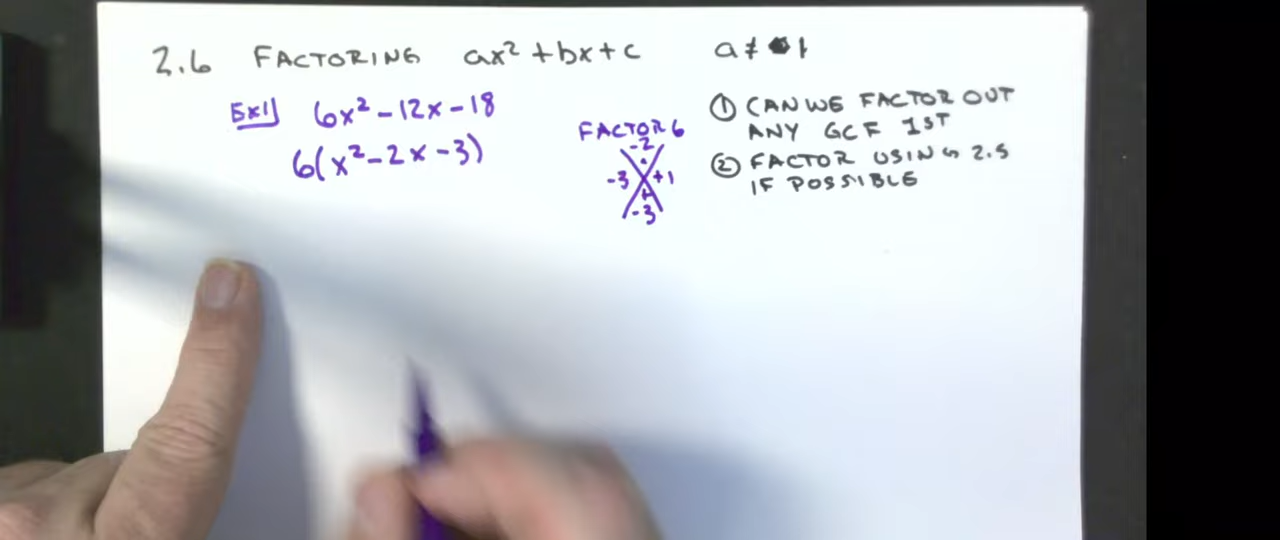 2.6 FACTORING ax² + bx + c a ≠ 1
Ex1] 6x² - 12x - 18
6(x² - 2x - 3)
FACTOR 6
-2
·
-3 +1
+
-3
① CAN WE FACTOR OUT
ANY GCF 1ST
② FACTOR USING 2.5
IF POSSIBLE